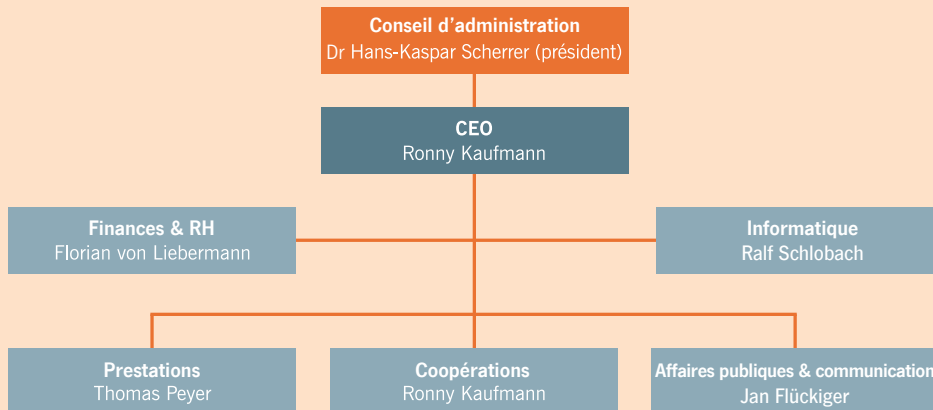 Conseil d'administration
Dr Hans-Kaspar Scherrer (président)
CEO
Ronny Kaufmann
Finances & RH
Florian von Liebermann
Informatique
Ralf Schlobach
Prestations
Thomas Peyer
Coopérations
Ronny Kaufmann
Affaires publiques & communication
Jan Flückiger